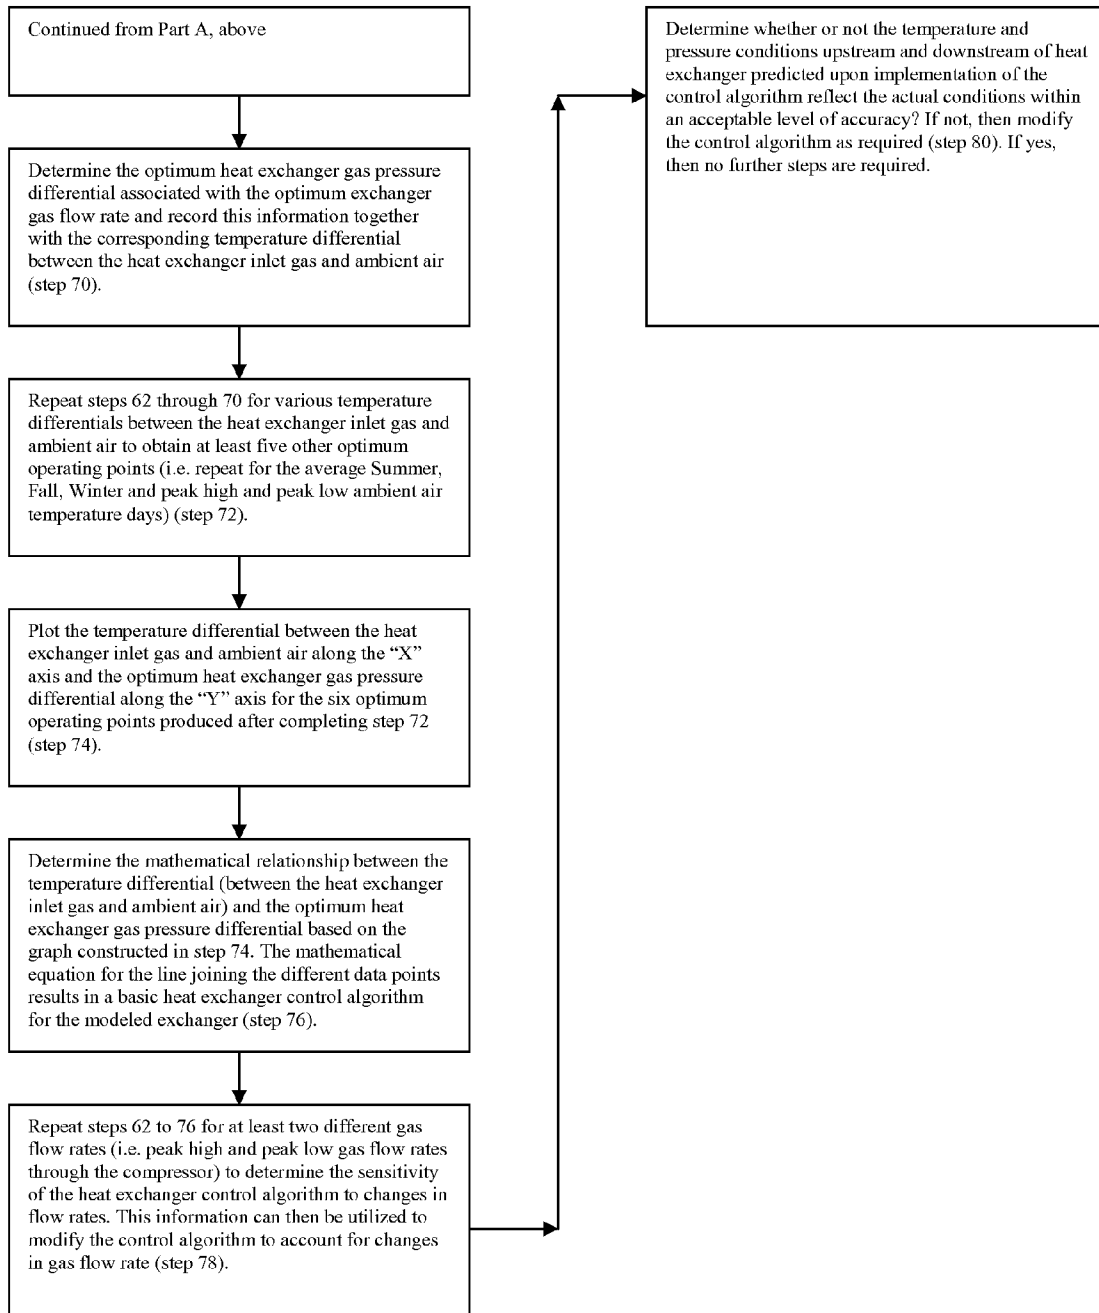 Continued from Part A, above
Determine the optimum heat exchanger gas pressure
differential associated with the optimum exchanger
gas flow rate and record this information together
with the corresponding temperature differential
between the heat exchanger inlet gas and ambient air
(step 70).
Repeat steps 62 through 70 for various temperature
differentials between the heat exchanger inlet gas and
ambient air to obtain at least five other optimum
operating points (i.e. repeat for the average Summer,
Fall, Winter and peak high and peak low ambient air
temperature days) (step 72).
Plot the temperature differential between the heat
exchanger inlet gas and ambient air along the “X”
axis and the optimum heat exchanger gas pressure
differential along the “Y” axis for the six optimum
operating points produced after completing step 72
(step 74).
Determine the mathematical relationship between the
temperature differential (between the heat exchanger
inlet gas and ambient air) and the optimum heat
exchanger gas pressure differential based on the
graph constructed in step 74. The mathematical
equation for the line joining the different data points
results in a basic heat exchanger control algorithm
for the modeled exchanger (step 76).
Repeat steps 62 to 76 for at least two different gas
flow rates (i.e. peak high and peak low gas flow rates
through the compressor) to determine the sensitivity
of the heat exchanger control algorithm to changes in
flow rates. This information can then be utilized to
modify the control algorithm to account for changes
in gas flow rate (step 78).
Determine whether or not the temperature and
pressure conditions upstream and downstream of heat
exchanger predicted upon implementation of the
control algorithm reflect the actual conditions within
an acceptable level of accuracy? If not, then modify
the control algorithm as required (step 80). If yes,
then no further steps are required.